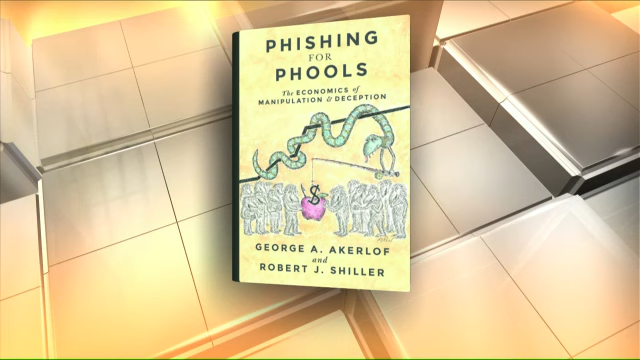 PHISHING
FOR
PHOOLS
The ECONOMICS of
MANIPULATION & DECEPTION
$
GEORGE A. AKERLOF
and
ROBERT J. SHILLER